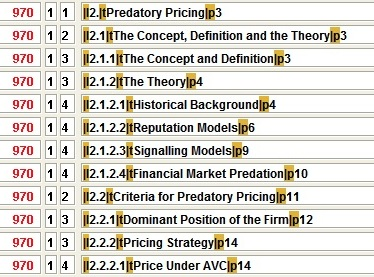 970 1 1 |l2.|tPredatory Pricing|p3
970 1 2 |l2.1|tThe Concept, Definition and the Theory|p3
970 1 3 |l2.1.1|tThe Concept and Definition|p3
970 1 3 |l2.1.2|tThe Theory|p4
970 1 4 |l2.1.2.1|tHistorical Background|p4
970 1 4 |l2.1.2.2|tReputation Models|p6
970 1 4 |l2.1.2.3|tSignalling Models|p9
970 1 4 |l2.1.2.4|tFinancial Market Predation|p10
970 1 2 |l2.2|tCriteria for Predatory Pricing|p11
970 1 3 |l2.2.1|tDominant Position of the Firm|p12
970 1 3 |l2.2.2|tPricing Strategy|p14
970 1 4 |l2.2.2.1|tPrice Under AVC|p14